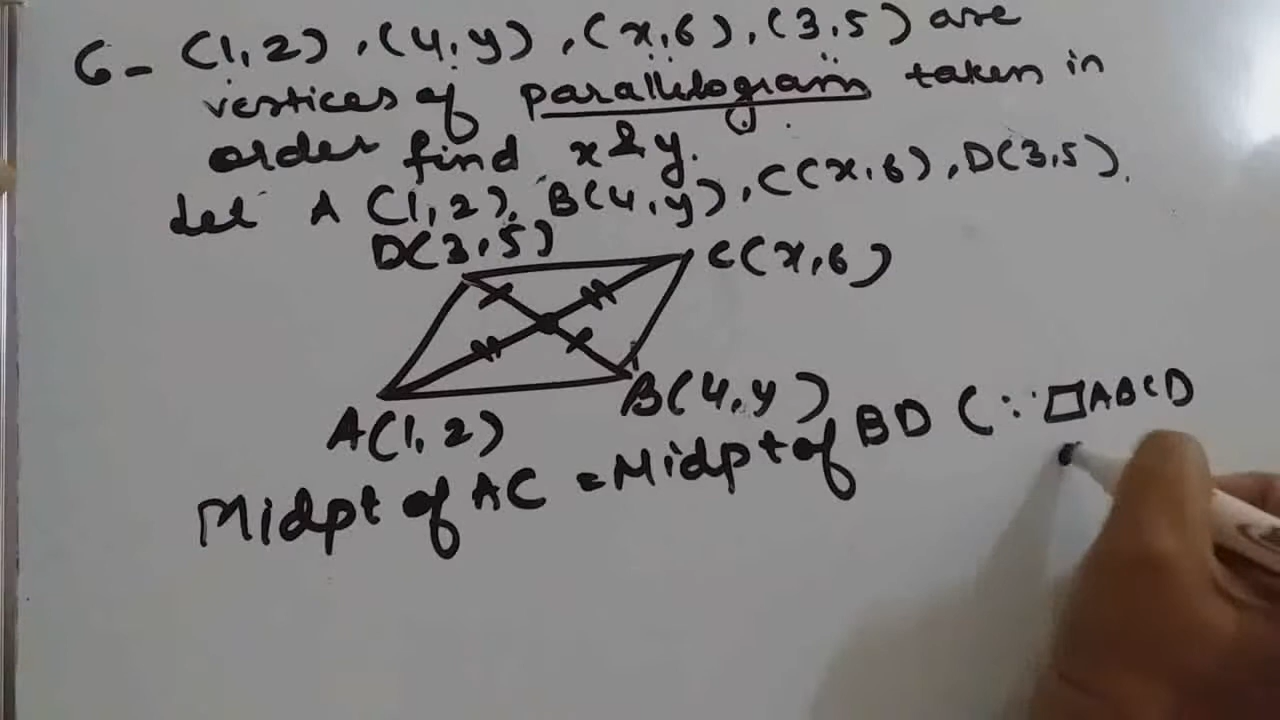 6- (1,2), (4,y), (x,6), (3,5) are
vertices of parallelogram taken in
order find x & y.
Let A (1,2), B(4,y), C(x,6), D(3,5).
D(3,5)
C(x,6)
B(4,y)
A(1,2)
Midpt of AC = Midpt of BD (∵ □ABCD